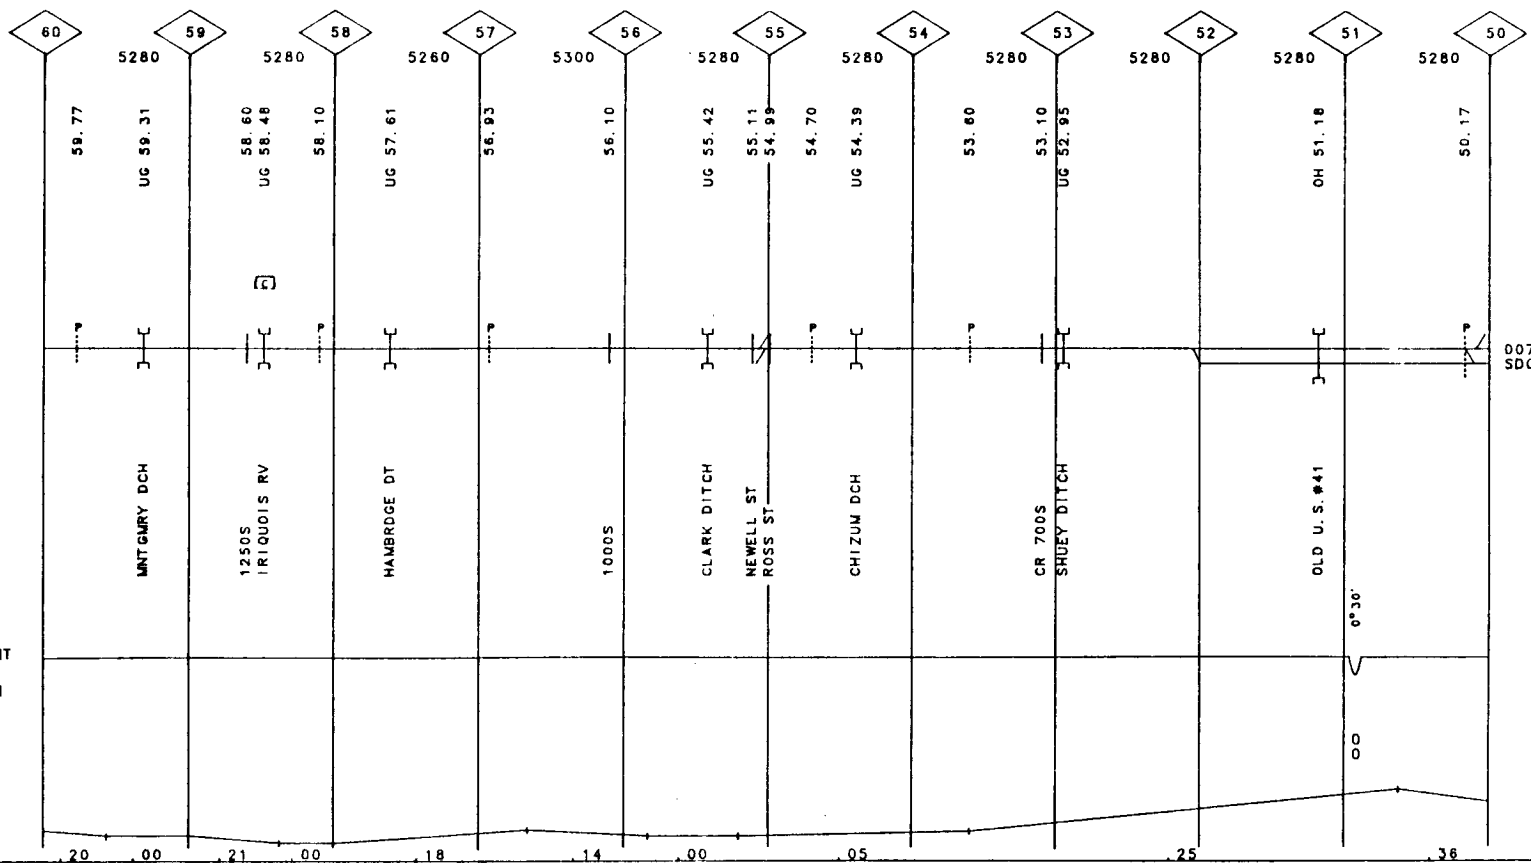 60 59 58 57 56 55 54 53 52 51 50
5280 5280 5260 5300 5280 5280 5280 5280 5280 5280
59.77
UG 59.31
58.60
UG 58.48
58.10
UG 57.61
56.93
56.10
UG 55.42
55.11
54.99
54.70
UG 54.39
53.60
53.10
UG 52.95
OH 51.18
50.17
P P P P P P
007
SD
MNTGMRY DCH
1250S
IRIQUOIS RV
HAMBRDGE DT
1000S
CLARK DITCH
NEWELL ST
ROSS ST
CHIZUM DCH
CR 700S
SHUEY DITCH
OLD U.S.#41
0°30'
0
0
.20 .00 .21 .00 .18 .14 .00 .05 .25 .36